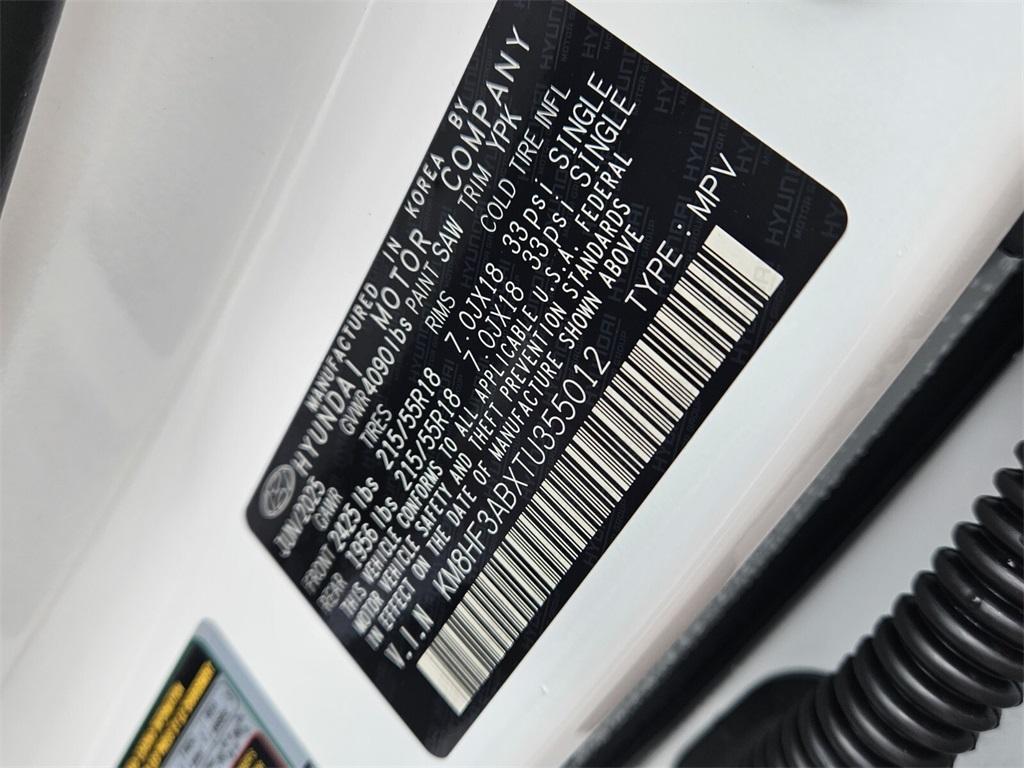 MANUFACTURED IN KOREA BY
HYUNDAI MOTOR COMPANY
JUN/2025 GVWR 4090 lbs PAINT SAW TRIM YPK
GAWR TIRES RIMS COLD TIRE INFL
FRONT 2423 lbs 215/55R18 7.0JX18 33psi SINGLE
REAR 1956 lbs 215/55R18 7.0JX18 33psi SINGLE
THIS VEHICLE CONFORMS TO ALL APPLICABLE U.S.A. FEDERAL
MOTOR VEHICLE SAFETY AND THEFT PREVENTION STANDARDS
IN EFFECT ON THE DATE OF MANUFACTURE SHOWN ABOVE
V.I.N KM8HF3ABXTU355012 TYPE : MPV